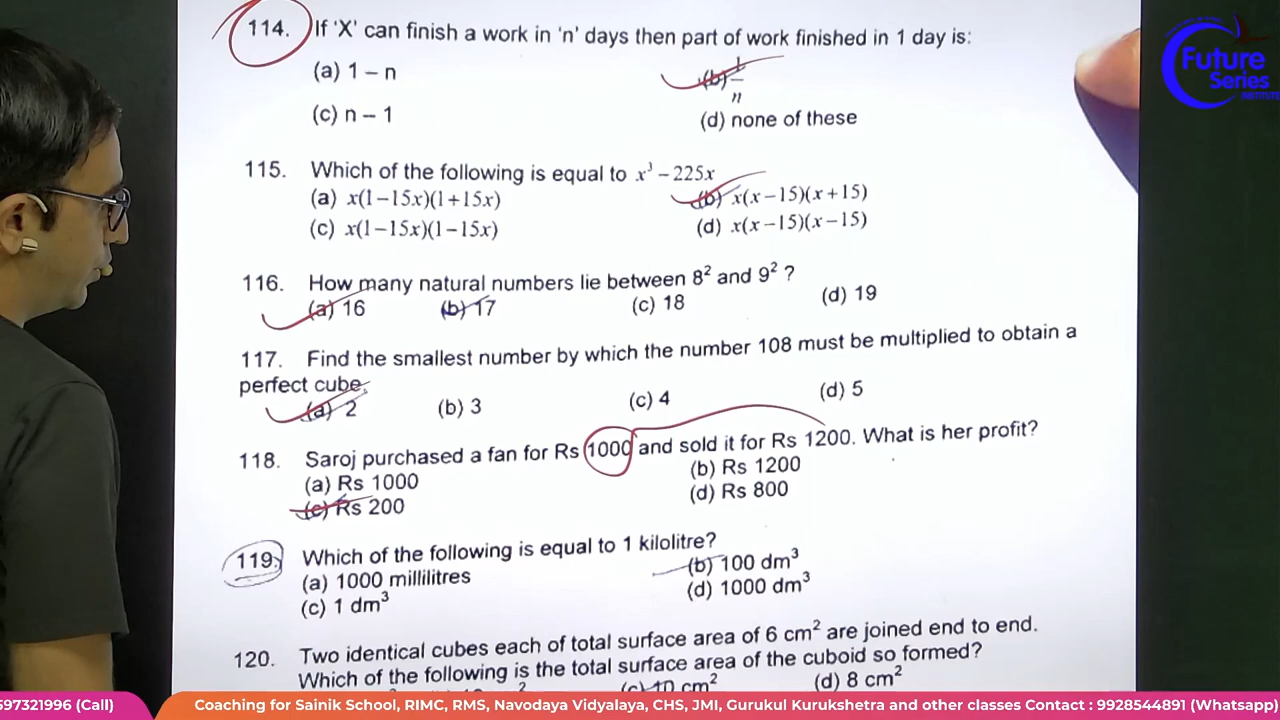 114. If 'X' can finish a work in 'n' days then part of work finished in 1 day is:
(a) 1 – n (b) 1/n
(c) n – 1 (d) none of these
115. Which of the following is equal to x³ – 225x
(a) x(1–15x)(1+15x) (b) x(x–15)(x+15)
(c) x(1–15x)(1–15x) (d) x(x–15)(x–15)
116. How many natural numbers lie between 8² and 9² ?
(a) 16 (b) 17 (c) 18 (d) 19
117. Find the smallest number by which the number 108 must be multiplied to obtain a
perfect cube.
(a) 2 (b) 3 (c) 4 (d) 5
118. Saroj purchased a fan for Rs 1000 and sold it for Rs 1200. What is her profit?
(a) Rs 1000 (b) Rs 1200
(c) Rs 200 (d) Rs 800
119. Which of the following is equal to 1 kilolitre?
(a) 1000 millilitres (b) 100 dm³
(c) 1 dm³ (d) 1000 dm³
120. Two identical cubes each of total surface area of 6 cm² are joined end to end.
Which of the following is the total surface area of the cuboid so formed?
(c) 10 cm² (d) 8 cm²
Future
Series
INSTITUTE
597321996 (Call) Coaching for Sainik School, RIMC, RMS, Navodaya Vidyalaya, CHS, JMI, Gurukul Kurukshetra and other classes Contact : 9928544891 (Whatsapp)